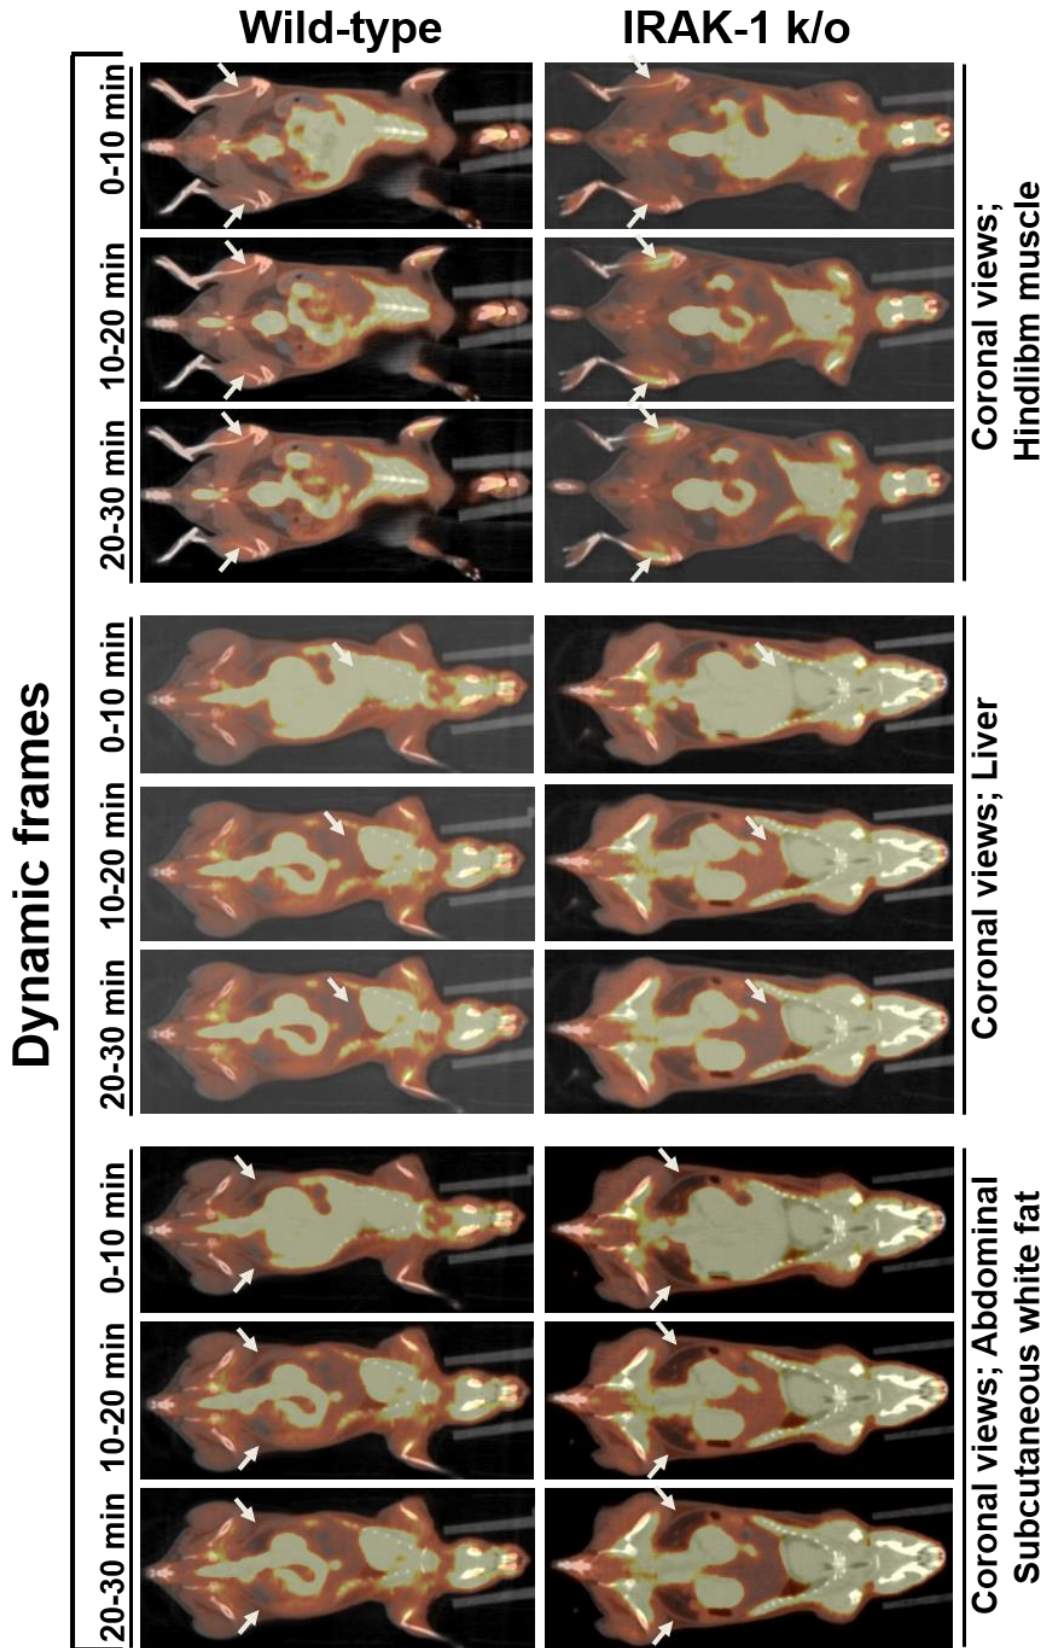 Wild-type
IRAK-1 k/o
Dynamic frames
0-10 min
10-20 min
20-30 min
Coronal views;
Hindlibm muscle
0-10 min
10-20 min
20-30 min
Coronal views; Liver
0-10 min
10-20 min
20-30 min
Coronal views; Abdominal
Subcutaneous white fat